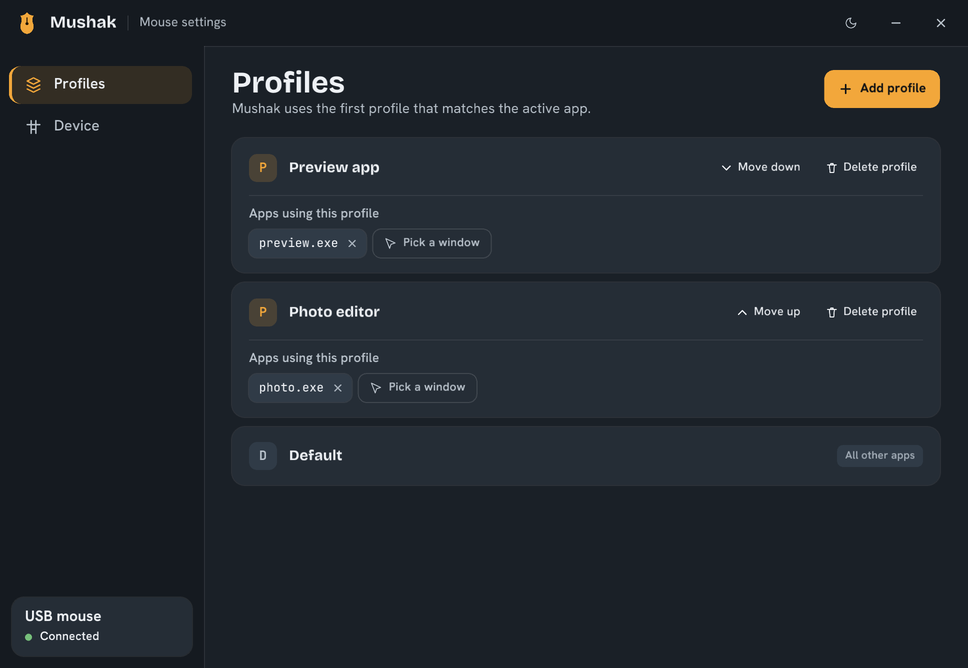 Mushak
Mouse settings
Profiles
Device
Profiles
Mushak uses the first profile that matches the active app.
Add profile
P
Preview app
Move down
Delete profile
Apps using this profile
preview.exe
Pick a window
P
Photo editor
Move up
Delete profile
Apps using this profile
photo.exe
Pick a window
D
Default
All other apps
USB mouse
Connected